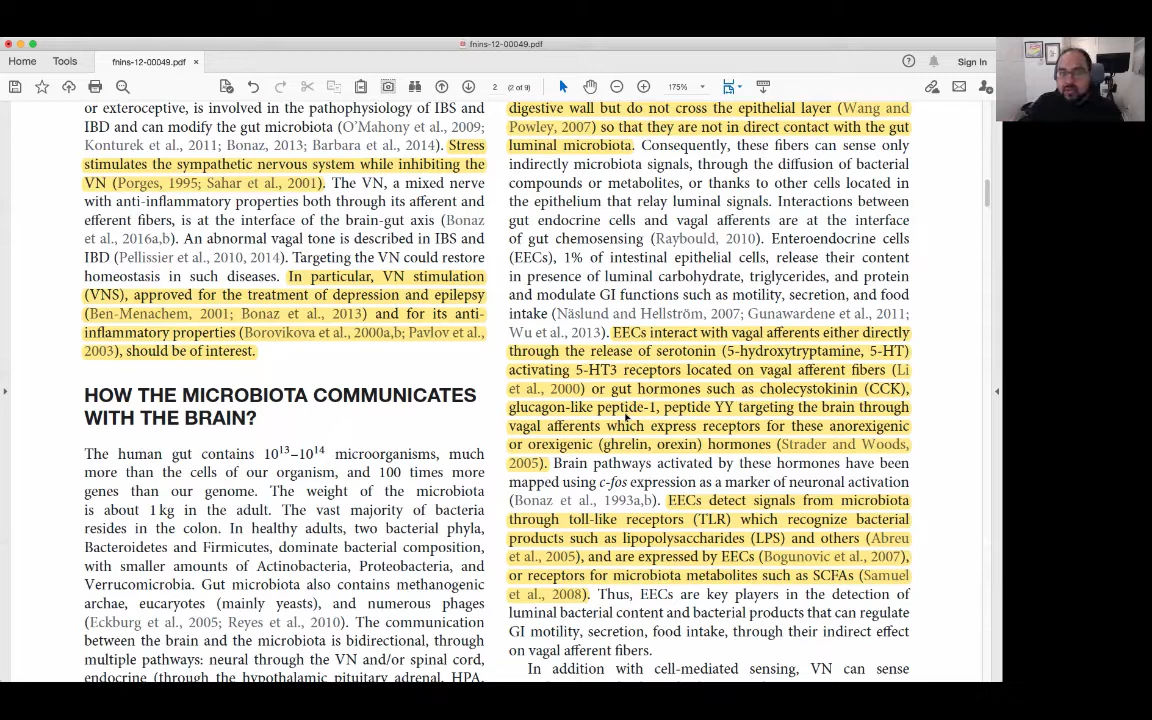 fnins-12-00049.pdf
Home Tools fnins-12-00049.pdf × Sign In
2 (2 of 9) 175%
or exteroceptive, is involved in the pathophysiology of IBS and
IBD and can modify the gut microbiota (O'Mahony et al., 2009;
Konturek et al., 2011; Bonaz, 2013; Barbara et al., 2014). Stress
stimulates the sympathetic nervous system while inhibiting the
VN (Porges, 1995; Sahar et al., 2001). The VN, a mixed nerve
with anti-inflammatory properties both through its afferent and
efferent fibers, is at the interface of the brain-gut axis (Bonaz
et al., 2016a,b). An abnormal vagal tone is described in IBS and
IBD (Pellissier et al., 2010, 2014). Targeting the VN could restore
homeostasis in such diseases. In particular, VN stimulation
(VNS), approved for the treatment of depression and epilepsy
(Ben-Menachem, 2001; Bonaz et al., 2013) and for its anti-
inflammatory properties (Borovikova et al., 2000a,b; Pavlov et al.,
2003), should be of interest.
HOW THE MICROBIOTA COMMUNICATES
WITH THE BRAIN?
The human gut contains 10¹³–10¹⁴ microorganisms, much
more than the cells of our organism, and 100 times more
genes than our genome. The weight of the microbiota
is about 1 kg in the adult. The vast majority of bacteria
resides in the colon. In healthy adults, two bacterial phyla,
Bacteroidetes and Firmicutes, dominate bacterial composition,
with smaller amounts of Actinobacteria, Proteobacteria, and
Verrucomicrobia. Gut microbiota also contains methanogenic
archae, eucaryotes (mainly yeasts), and numerous phages
(Eckburg et al., 2005; Reyes et al., 2010). The communication
between the brain and the microbiota is bidirectional, through
multiple pathways: neural through the VN and/or spinal cord,
endocrine (through the hypothalamic pituitary adrenal, HPA,
digestive wall but do not cross the epithelial layer (Wang and
Powley, 2007) so that they are not in direct contact with the gut
luminal microbiota. Consequently, these fibers can sense only
indirectly microbiota signals, through the diffusion of bacterial
compounds or metabolites, or thanks to other cells located in
the epithelium that relay luminal signals. Interactions between
gut endocrine cells and vagal afferents are at the interface
of gut chemosensing (Raybould, 2010). Enteroendocrine cells
(EECs), 1% of intestinal epithelial cells, release their content
in presence of luminal carbohydrate, triglycerides, and protein
and modulate GI functions such as motility, secretion, and food
intake (Näslund and Hellström, 2007; Gunawardene et al., 2011;
Wu et al., 2013). EECs interact with vagal afferents either directly
through the release of serotonin (5-hydroxytryptamine, 5-HT)
activating 5-HT3 receptors located on vagal afferent fibers (Li
et al., 2000) or gut hormones such as cholecystokinin (CCK),
glucagon-like peptide-1, peptide YY targeting the brain through
vagal afferents which express receptors for these anorexigenic
or orexigenic (ghrelin, orexin) hormones (Strader and Woods,
2005). Brain pathways activated by these hormones have been
mapped using c-fos expression as a marker of neuronal activation
(Bonaz et al., 1993a,b). EECs detect signals from microbiota
through toll-like receptors (TLR) which recognize bacterial
products such as lipopolysaccharides (LPS) and others (Abreu
et al., 2005), and are expressed by EECs (Bogunovic et al., 2007),
or receptors for microbiota metabolites such as SCFAs (Samuel
et al., 2008). Thus, EECs are key players in the detection of
luminal bacterial content and bacterial products that can regulate
GI motility, secretion, food intake, through their indirect effect
on vagal afferent fibers.
In addition with cell-mediated sensing, VN can sense